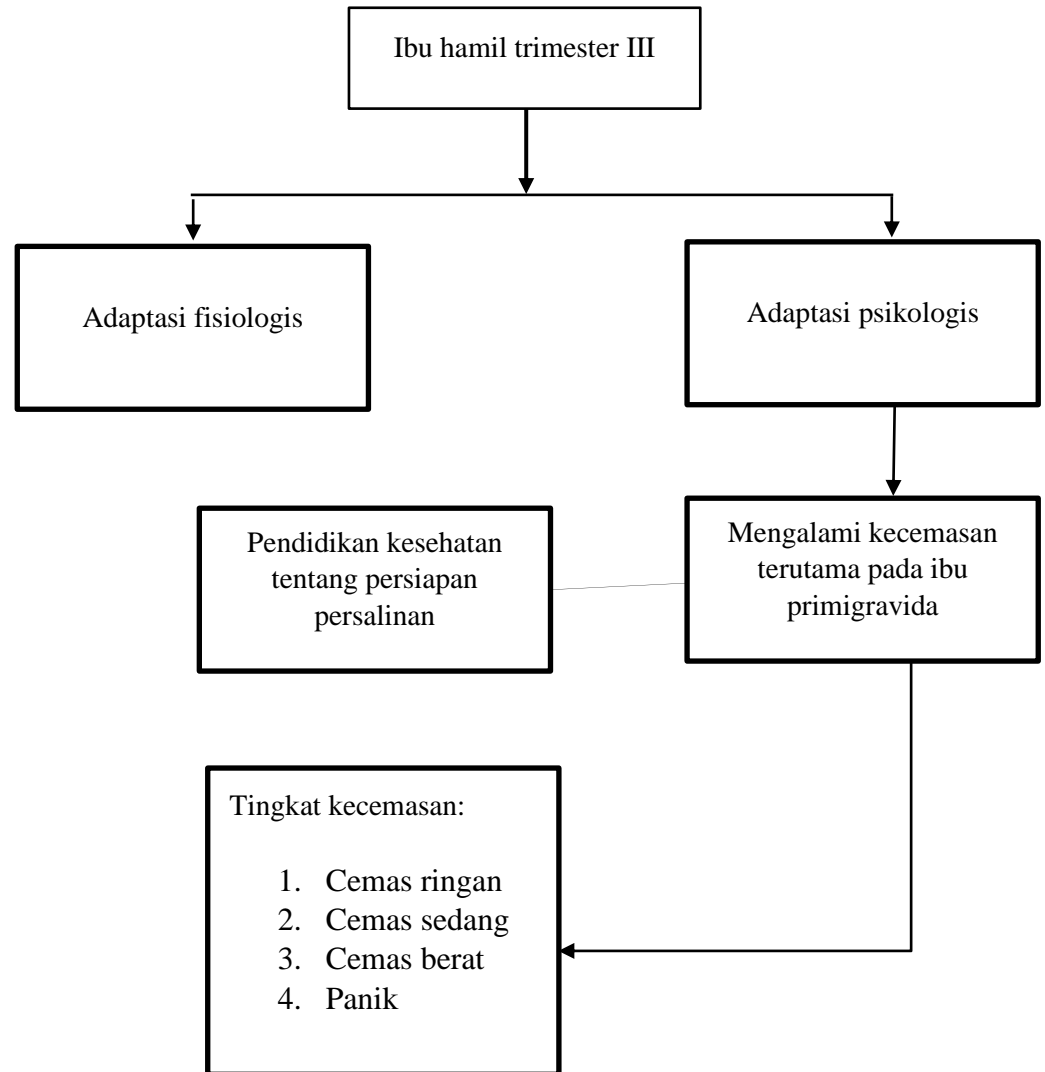 Ibu hamil trimester III
Adaptasi fisiologis
Adaptasi psikologis
Pendidikan kesehatan
tentang persiapan
persalinan
Mengalami kecemasan
terutama pada ibu
primigravida
Tingkat kecemasan:
1. Cemas ringan
2. Cemas sedang
3. Cemas berat
4. Panik